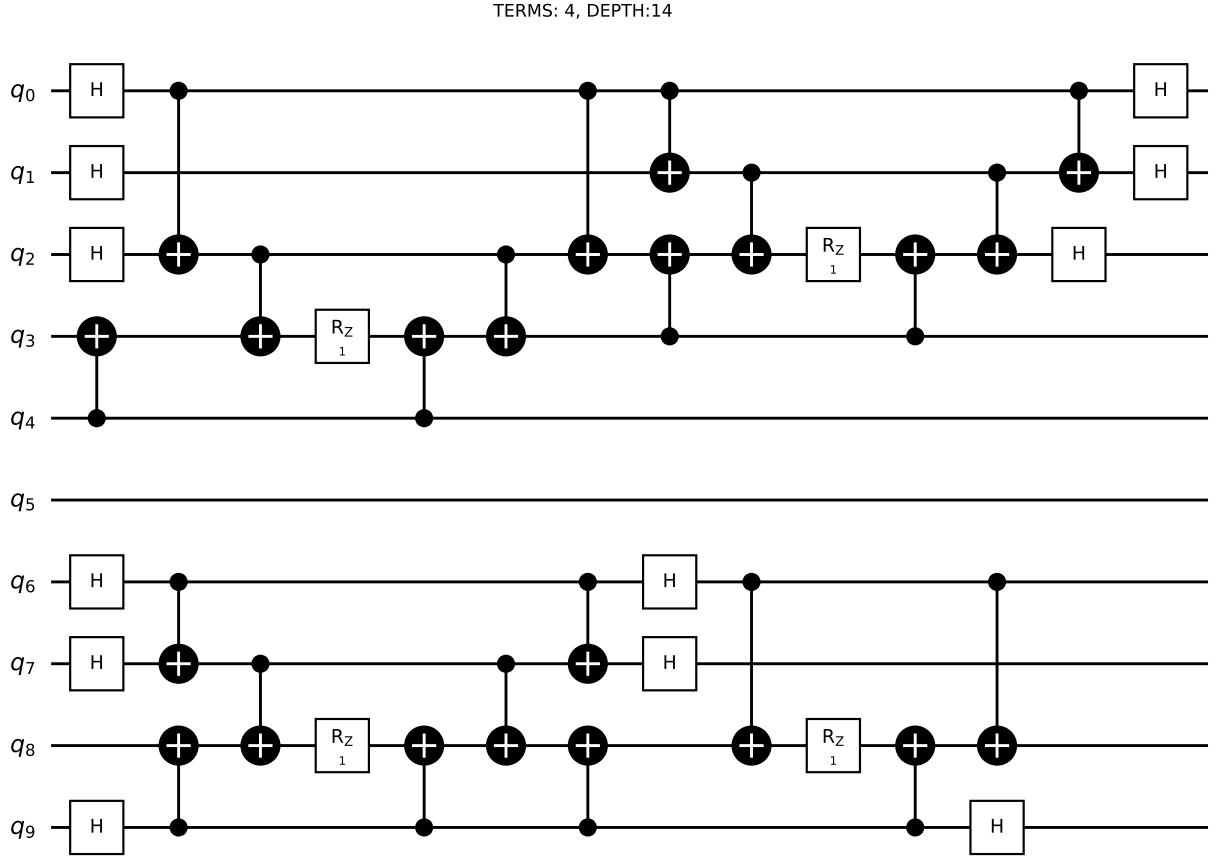 TERMS: 4, DEPTH:14
q0 H H
q1 H H
q2 H RZ 1 H
q3 RZ 1
q4
q5
q6 H H
q7 H H
q8 RZ 1 RZ 1
q9 H H